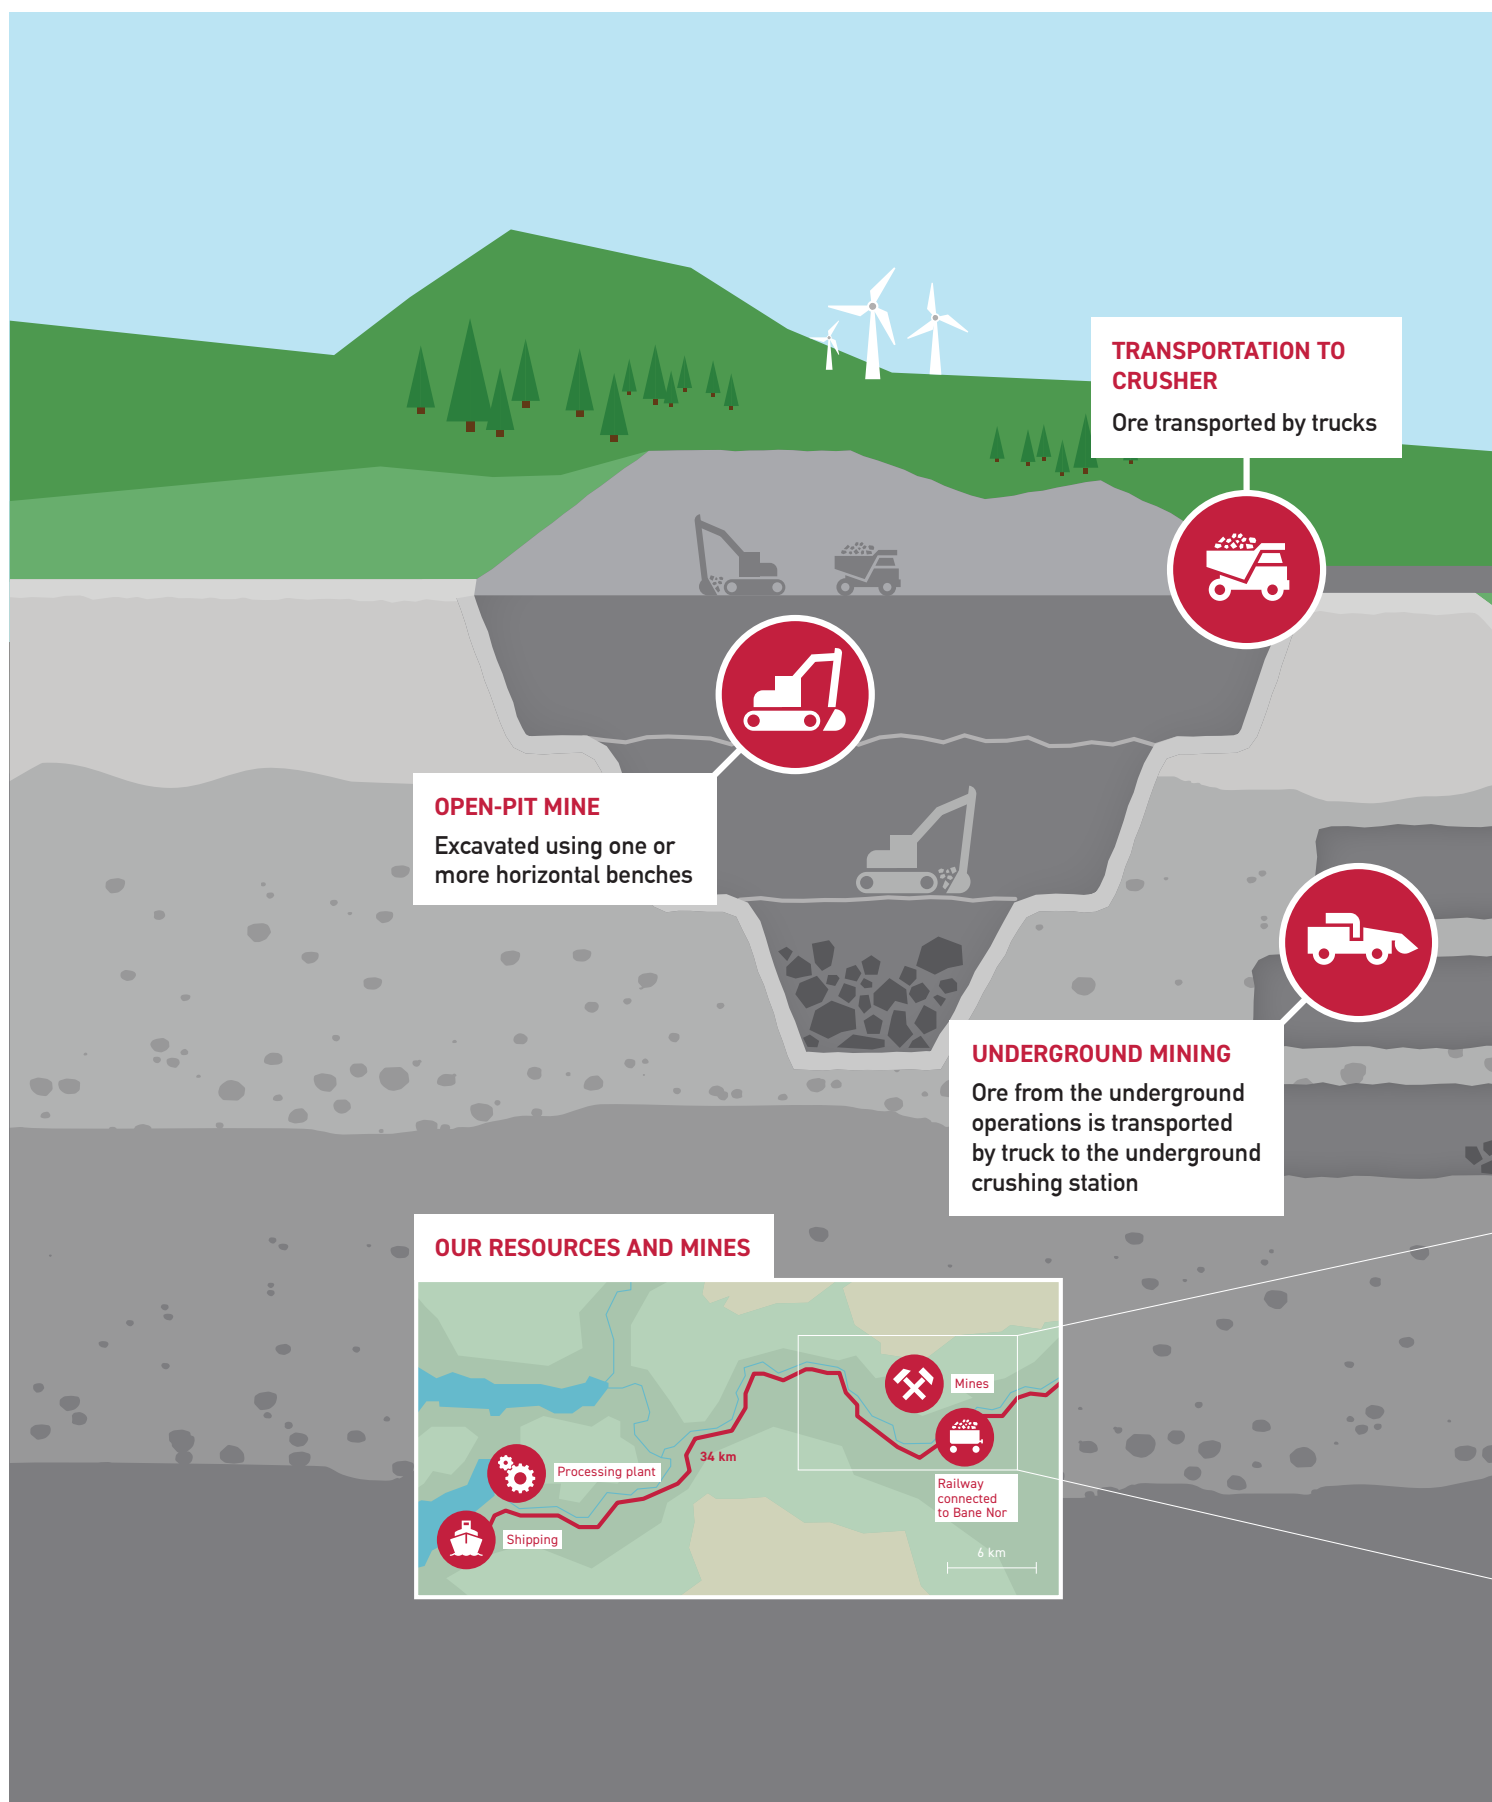 TRANSPORTATION TO
CRUSHER
Ore transported by trucks
OPEN-PIT MINE
Excavated using one or
more horizontal benches
UNDERGROUND MINING
Ore from the underground
operations is transported
by truck to the underground
crushing station
OUR RESOURCES AND MINES
Mines
34 km
Processing plant
Railway
connected
to Bane Nor
Shipping
6 km